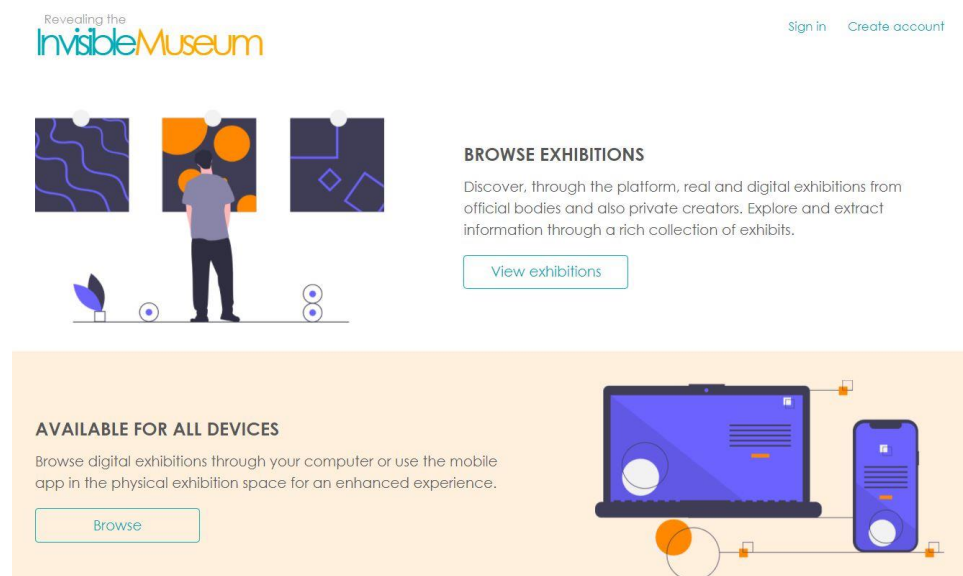 Revealing the
InvisibleMuseum
Sign in Create account
BROWSE EXHIBITIONS
Discover, through the platform, real and digital exhibitions from
official bodies and also private creators. Explore and extract
information through a rich collection of exhibits.
View exhibitions
AVAILABLE FOR ALL DEVICES
Browse digital exhibitions through your computer or use the mobile
app in the physical exhibition space for an enhanced experience.
Browse